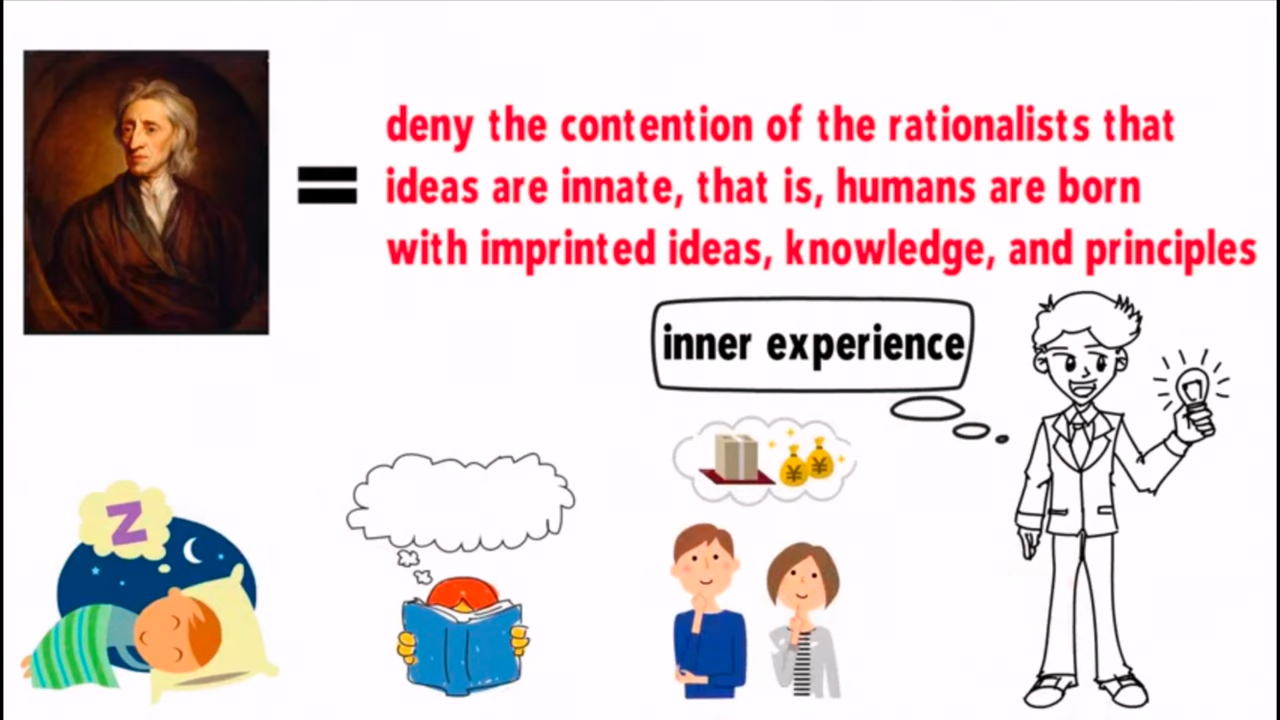 deny the contention of the rationalists that
ideas are innate, that is, humans are born
with imprinted ideas, knowledge, and principles
inner experience
¥ ¥
Z